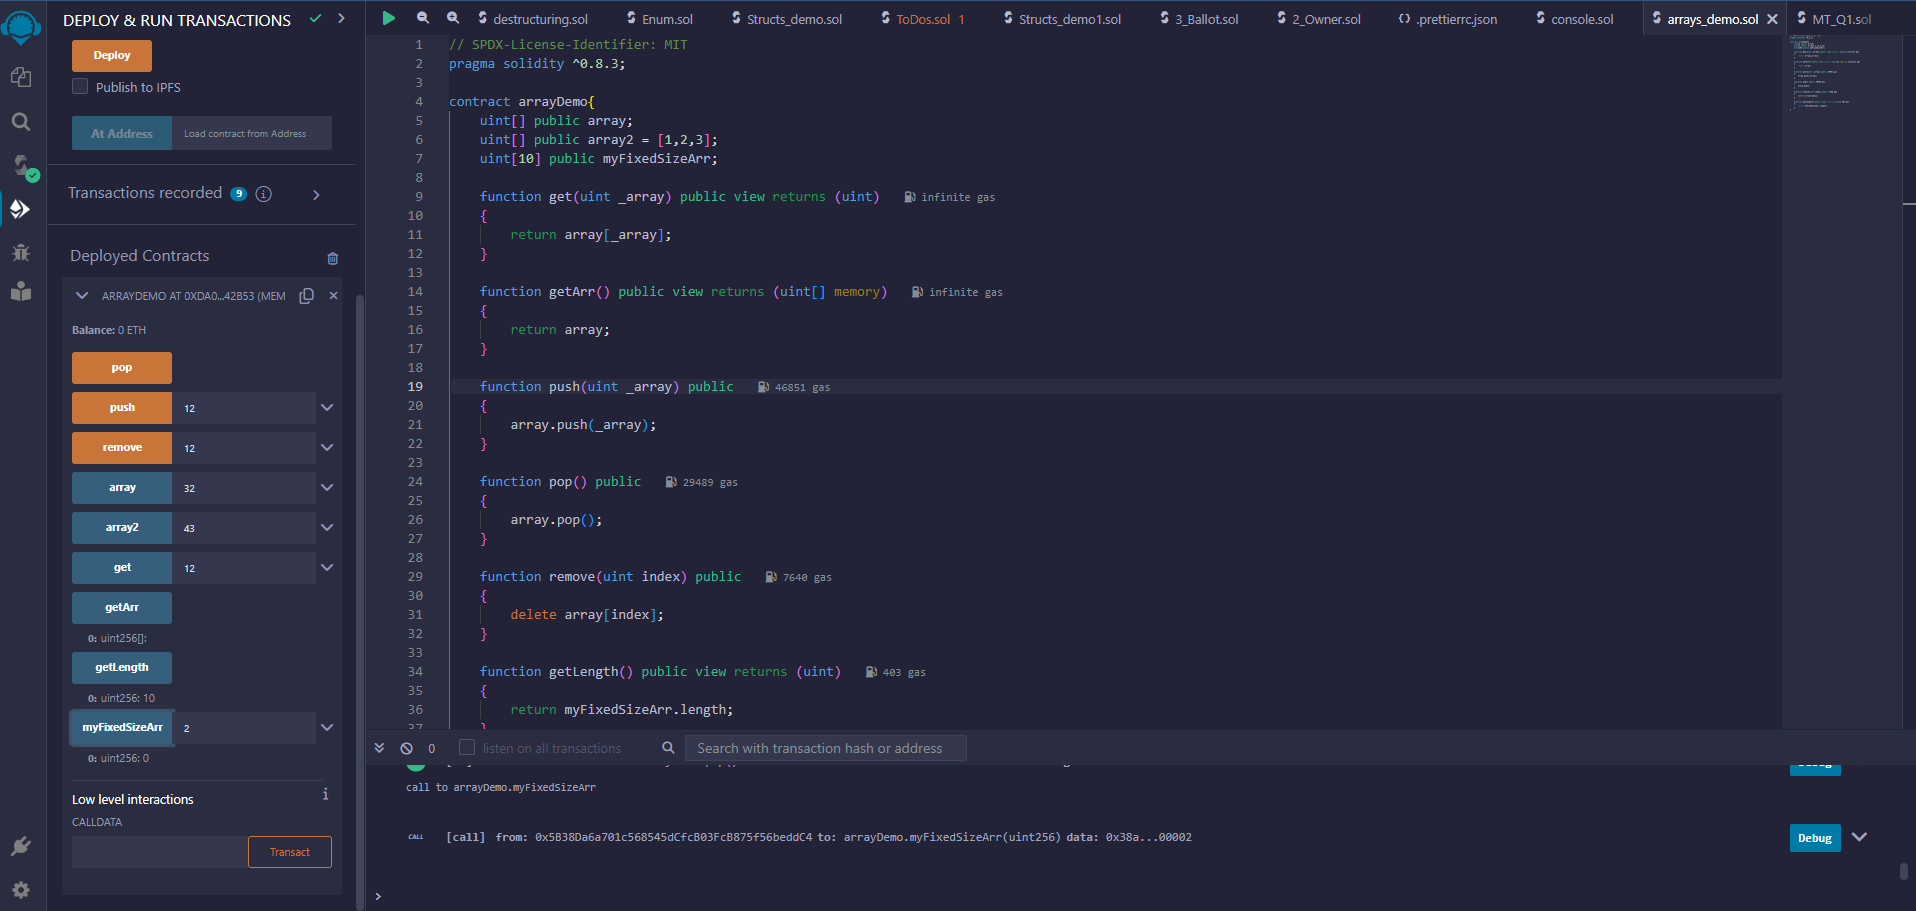 DEPLOY & RUN TRANSACTIONS
Deploy
Publish to IPFS
At Address
Load contract from Address
Transactions recorded 9 i
Deployed Contracts
ARRAYDEMO AT 0XDA0...42B53 (MEM
Balance: 0 ETH
pop
push 12
remove 12
array 32
array2 43
get 12
getArr
0: uint256[]:
getLength
0: uint256: 10
myFixedSizeArr 2
0: uint256: 0
Low level interactions i
CALLDATA
Transact
destructuring.sol Enum.sol Structs_demo.sol ToDos.sol 1 Structs_demo1.sol 3_Ballot.sol 2_Owner.sol .prettierrc.json console.sol arrays_demo.sol MT_Q1.sol
1 // SPDX-License-Identifier: MIT
2 pragma solidity ^0.8.3;
3
4 contract arrayDemo{
5 uint[] public array;
6 uint[] public array2 = [1,2,3];
7 uint[10] public myFixedSizeArr;
8
9 function get(uint _array) public view returns (uint) infinite gas
10 {
11 return array[_array];
12 }
13
14 function getArr() public view returns (uint[] memory) infinite gas
15 {
16 return array;
17 }
18
19 function push(uint _array) public 46851 gas
20 {
21 array.push(_array);
22 }
23
24 function pop() public 29489 gas
25 {
26 array.pop();
27 }
28
29 function remove(uint index) public 7640 gas
30 {
31 delete array[index];
32 }
33
34 function getLength() public view returns (uint) 403 gas
35 {
36 return myFixedSizeArr.length;
37 }
0 listen on all transactions Search with transaction hash or address
Debug
call to arrayDemo.myFixedSizeArr
CALL [call] from: 0x5B38Da6a701c568545dCfcB03FcB875f56beddC4 to: arrayDemo.myFixedSizeArr(uint256) data: 0x38a...00002 Debug
>